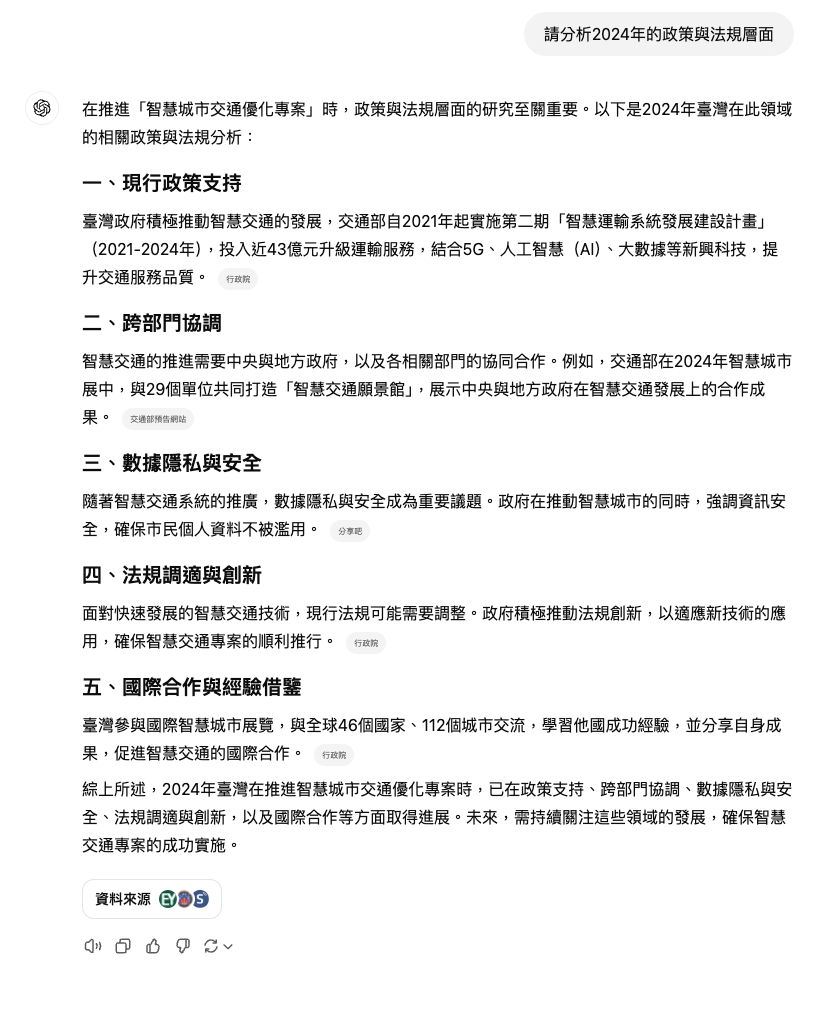 請分析2024年的政策與法規層面
在推進「智慧城市交通優化專案」時，政策與法規層面的研究至關重要。以下是2024年臺灣在此領域
的相關政策與法規分析：
一、現行政策支持
臺灣政府積極推動智慧交通的發展，交通部自2021年起實施第二期「智慧運輸系統發展建設計畫」
（2021-2024年），投入近43億元升級運輸服務，結合5G、人工智慧（AI）、大數據等新興科技，提
升交通服務品質。 行政院
二、跨部門協調
智慧交通的推進需要中央與地方政府，以及各相關部門的協同合作。例如，交通部在2024年智慧城市
展中，與29個單位共同打造「智慧交通願景館」，展示中央與地方政府在智慧交通發展上的合作成
果。 交通部預告網站
三、數據隱私與安全
隨著智慧交通系統的推廣，數據隱私與安全成為重要議題。政府在推動智慧城市的同時，強調資訊安
全，確保市民個人資料不被濫用。 分享吧
四、法規調適與創新
面對快速發展的智慧交通技術，現行法規可能需要調整。政府積極推動法規創新，以適應新技術的應
用，確保智慧交通專案的順利推行。 行政院
五、國際合作與經驗借鑒
臺灣參與國際智慧城市展覽，與全球46個國家、112個城市交流，學習他國成功經驗，並分享自身成
果，促進智慧交通的國際合作。 行政院
綜上所述，2024年臺灣在推進智慧城市交通優化專案時，已在政策支持、跨部門協調、數據隱私與安
全、法規調適與創新，以及國際合作等方面取得進展。未來，需持續關注這些領域的發展，確保智慧
交通專案的成功實施。
資料來源 EY S